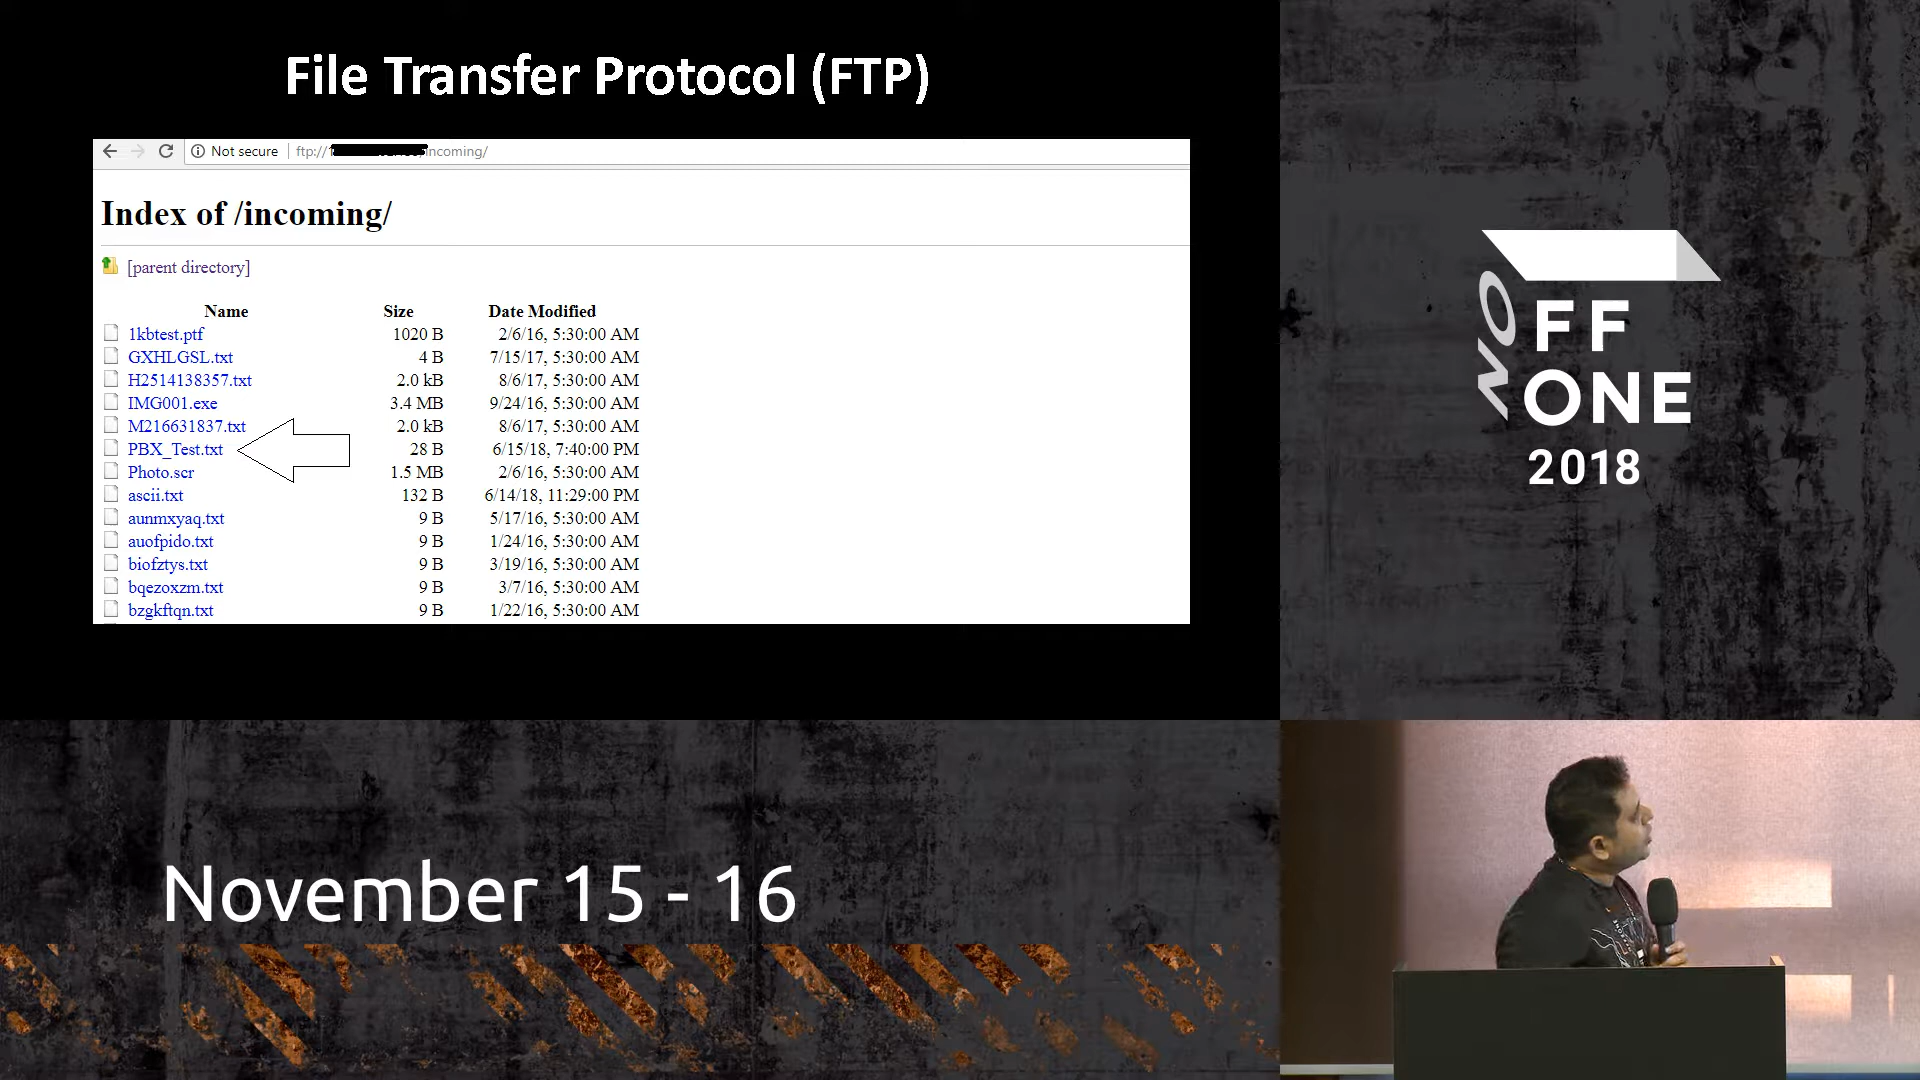 File Transfer Protocol (FTP)
Not secure ftp:// incoming/
Index of /incoming/
[parent directory]
Name Size Date Modified
1kbtest.ptf 1020 B 2/6/16, 5:30:00 AM
GXHLGSL.txt 4 B 7/15/17, 5:30:00 AM
H2514138357.txt 2.0 kB 8/6/17, 5:30:00 AM
IMG001.exe 3.4 MB 9/24/16, 5:30:00 AM
M216631837.txt 2.0 kB 8/6/17, 5:30:00 AM
PBX_Test.txt 28 B 6/15/18, 7:40:00 PM
Photo.scr 1.5 MB 2/6/16, 5:30:00 AM
ascii.txt 132 B 6/14/18, 11:29:00 PM
aunmxyaq.txt 9 B 5/17/16, 5:30:00 AM
auofpido.txt 9 B 1/24/16, 5:30:00 AM
biofztys.txt 9 B 3/19/16, 5:30:00 AM
bqezoxzm.txt 9 B 3/7/16, 5:30:00 AM
bzgkftqn.txt 9 B 1/22/16, 5:30:00 AM
NO
FF
ONE
2018
November 15 - 16